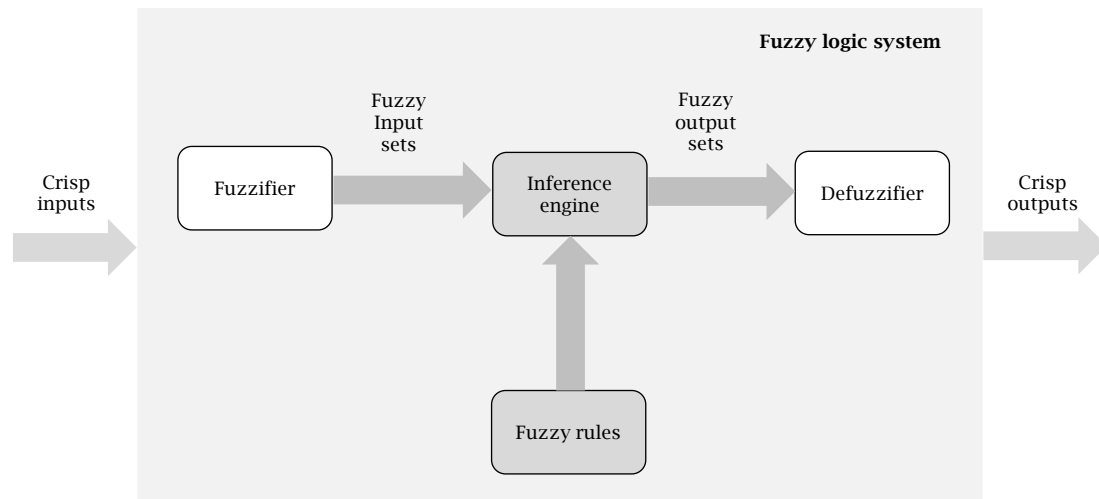 Fuzzy logic system
Crisp
inputs
Fuzzifier
Fuzzy
Input
sets
Inference
engine
Fuzzy
output
sets
Defuzzifier
Crisp
outputs
Fuzzy rules